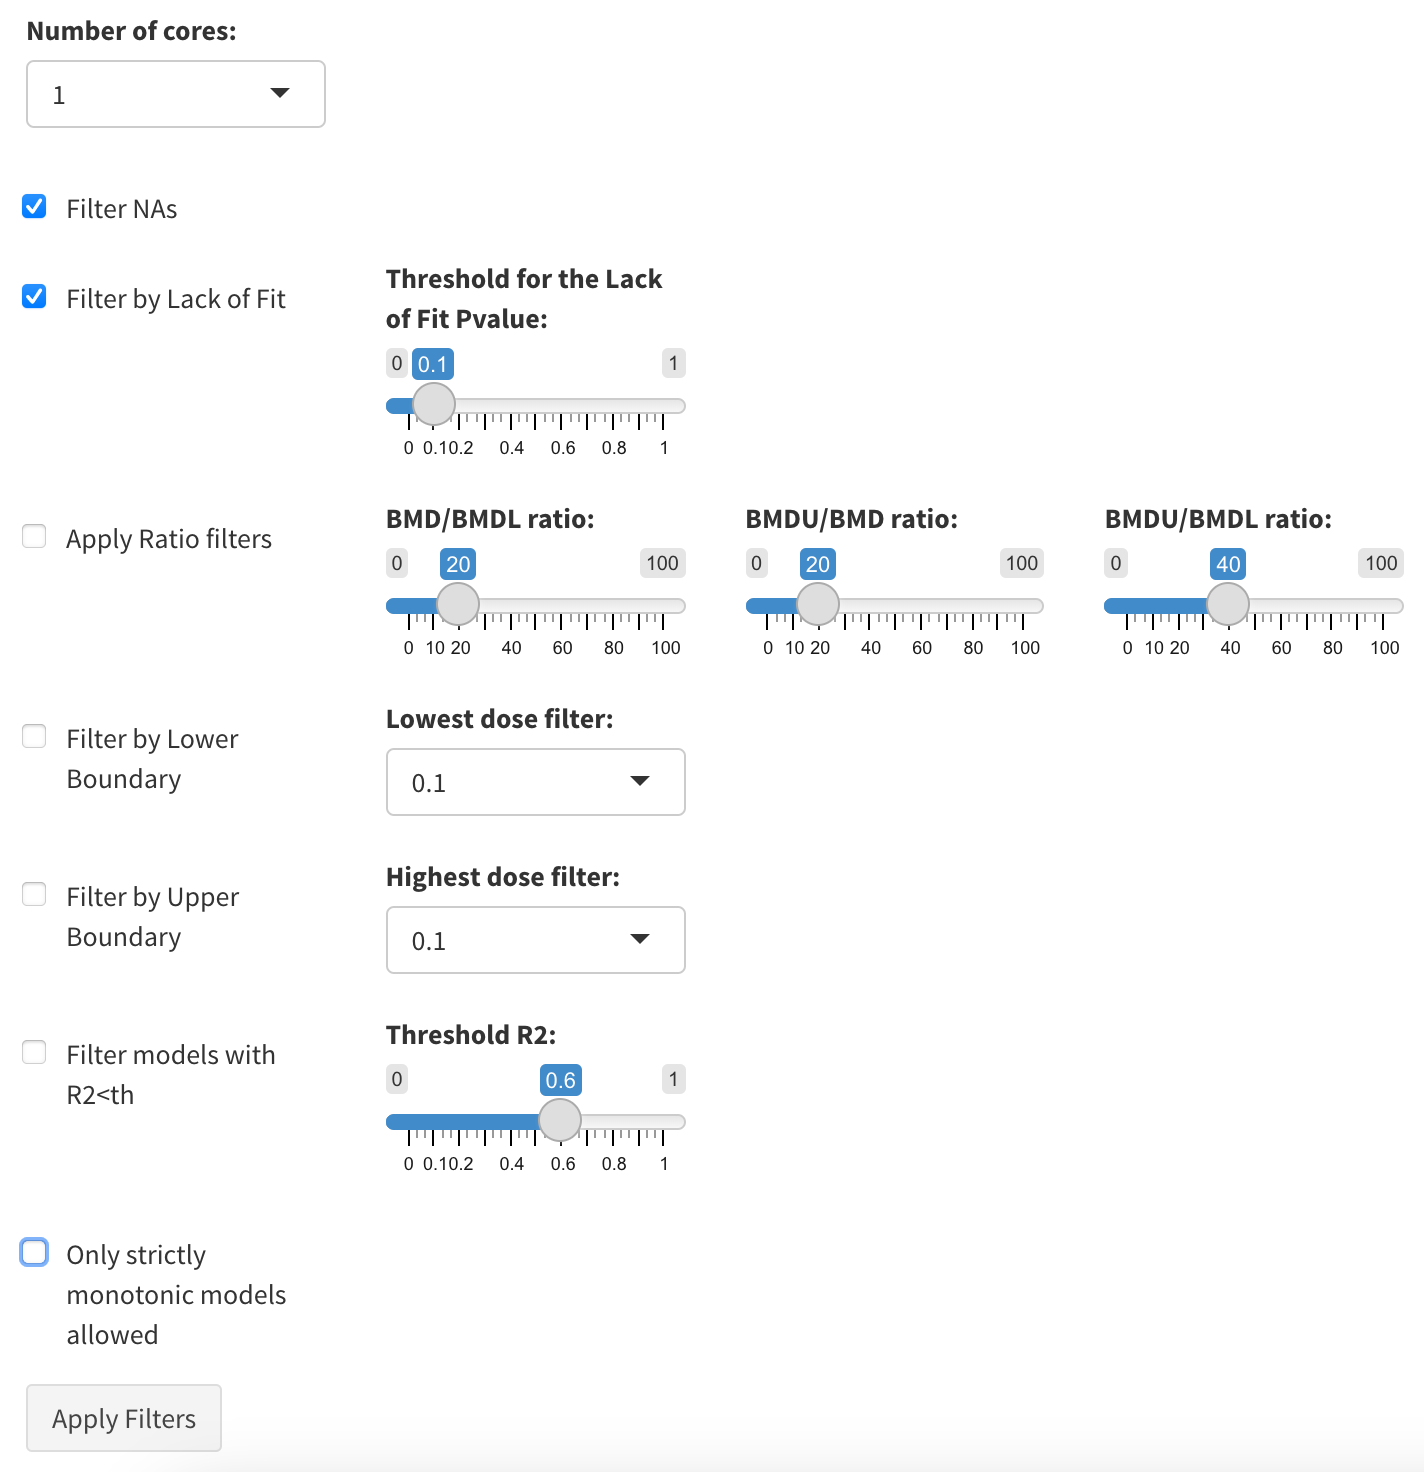 Number of cores:
1
Filter NAs
Filter by Lack of Fit
Threshold for the Lack
of Fit Pvalue:
0 0.1 1
0 0.1 0.2 0.4 0.6 0.8 1
Apply Ratio filters
BMD/BMDL ratio:
0 20 100
0 10 20 40 60 80 100
BMDU/BMD ratio:
0 20 100
0 10 20 40 60 80 100
BMDU/BMDL ratio:
0 40 100
0 10 20 40 60 80 100
Filter by Lower
Boundary
Lowest dose filter:
0.1
Filter by Upper
Boundary
Highest dose filter:
0.1
Filter models with
R2<th
Threshold R2:
0 0.6 1
0 0.1 0.2 0.4 0.6 0.8 1
Only strictly
monotonic models
allowed
Apply Filters